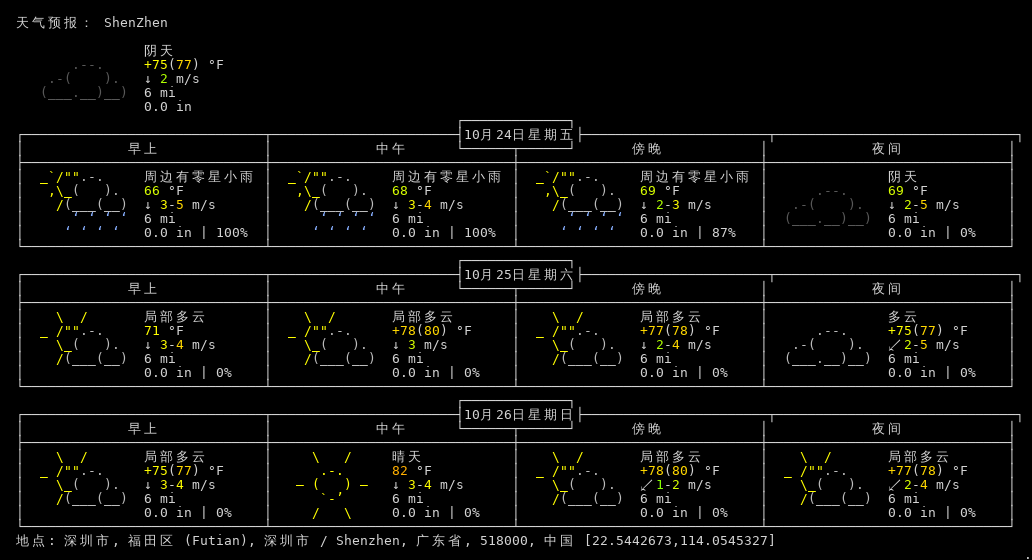 天气预报： ShenZhen
阴天
+75(77) °F
↓ 2 m/s
6 mi
0.0 in
10月24日星期五
早上 中午 傍晚 夜间
周边有零星小雨 周边有零星小雨 周边有零星小雨 阴天
66 °F 68 °F 69 °F 69 °F
↓ 3-5 m/s ↓ 3-4 m/s ↓ 2-3 m/s ↓ 2-5 m/s
6 mi 6 mi 6 mi 6 mi
0.0 in | 100% 0.0 in | 100% 0.0 in | 87% 0.0 in | 0%
10月25日星期六
早上 中午 傍晚 夜间
局部多云 局部多云 局部多云 多云
71 °F +78(80) °F +77(78) °F +75(77) °F
↓ 3-4 m/s ↓ 3 m/s ↓ 2-4 m/s ↙ 2-5 m/s
6 mi 6 mi 6 mi 6 mi
0.0 in | 0% 0.0 in | 0% 0.0 in | 0% 0.0 in | 0%
10月26日星期日
早上 中午 傍晚 夜间
局部多云 晴天 局部多云 局部多云
+75(77) °F 82 °F +78(80) °F +77(78) °F
↓ 3-4 m/s ↓ 3-4 m/s ↙ 1-2 m/s ↙ 2-4 m/s
6 mi 6 mi 6 mi 6 mi
0.0 in | 0% 0.0 in | 0% 0.0 in | 0% 0.0 in | 0%
地点: 深圳市, 福田区 (Futian), 深圳市 / Shenzhen, 广东省, 518000, 中国 [22.5442673,114.0545327]